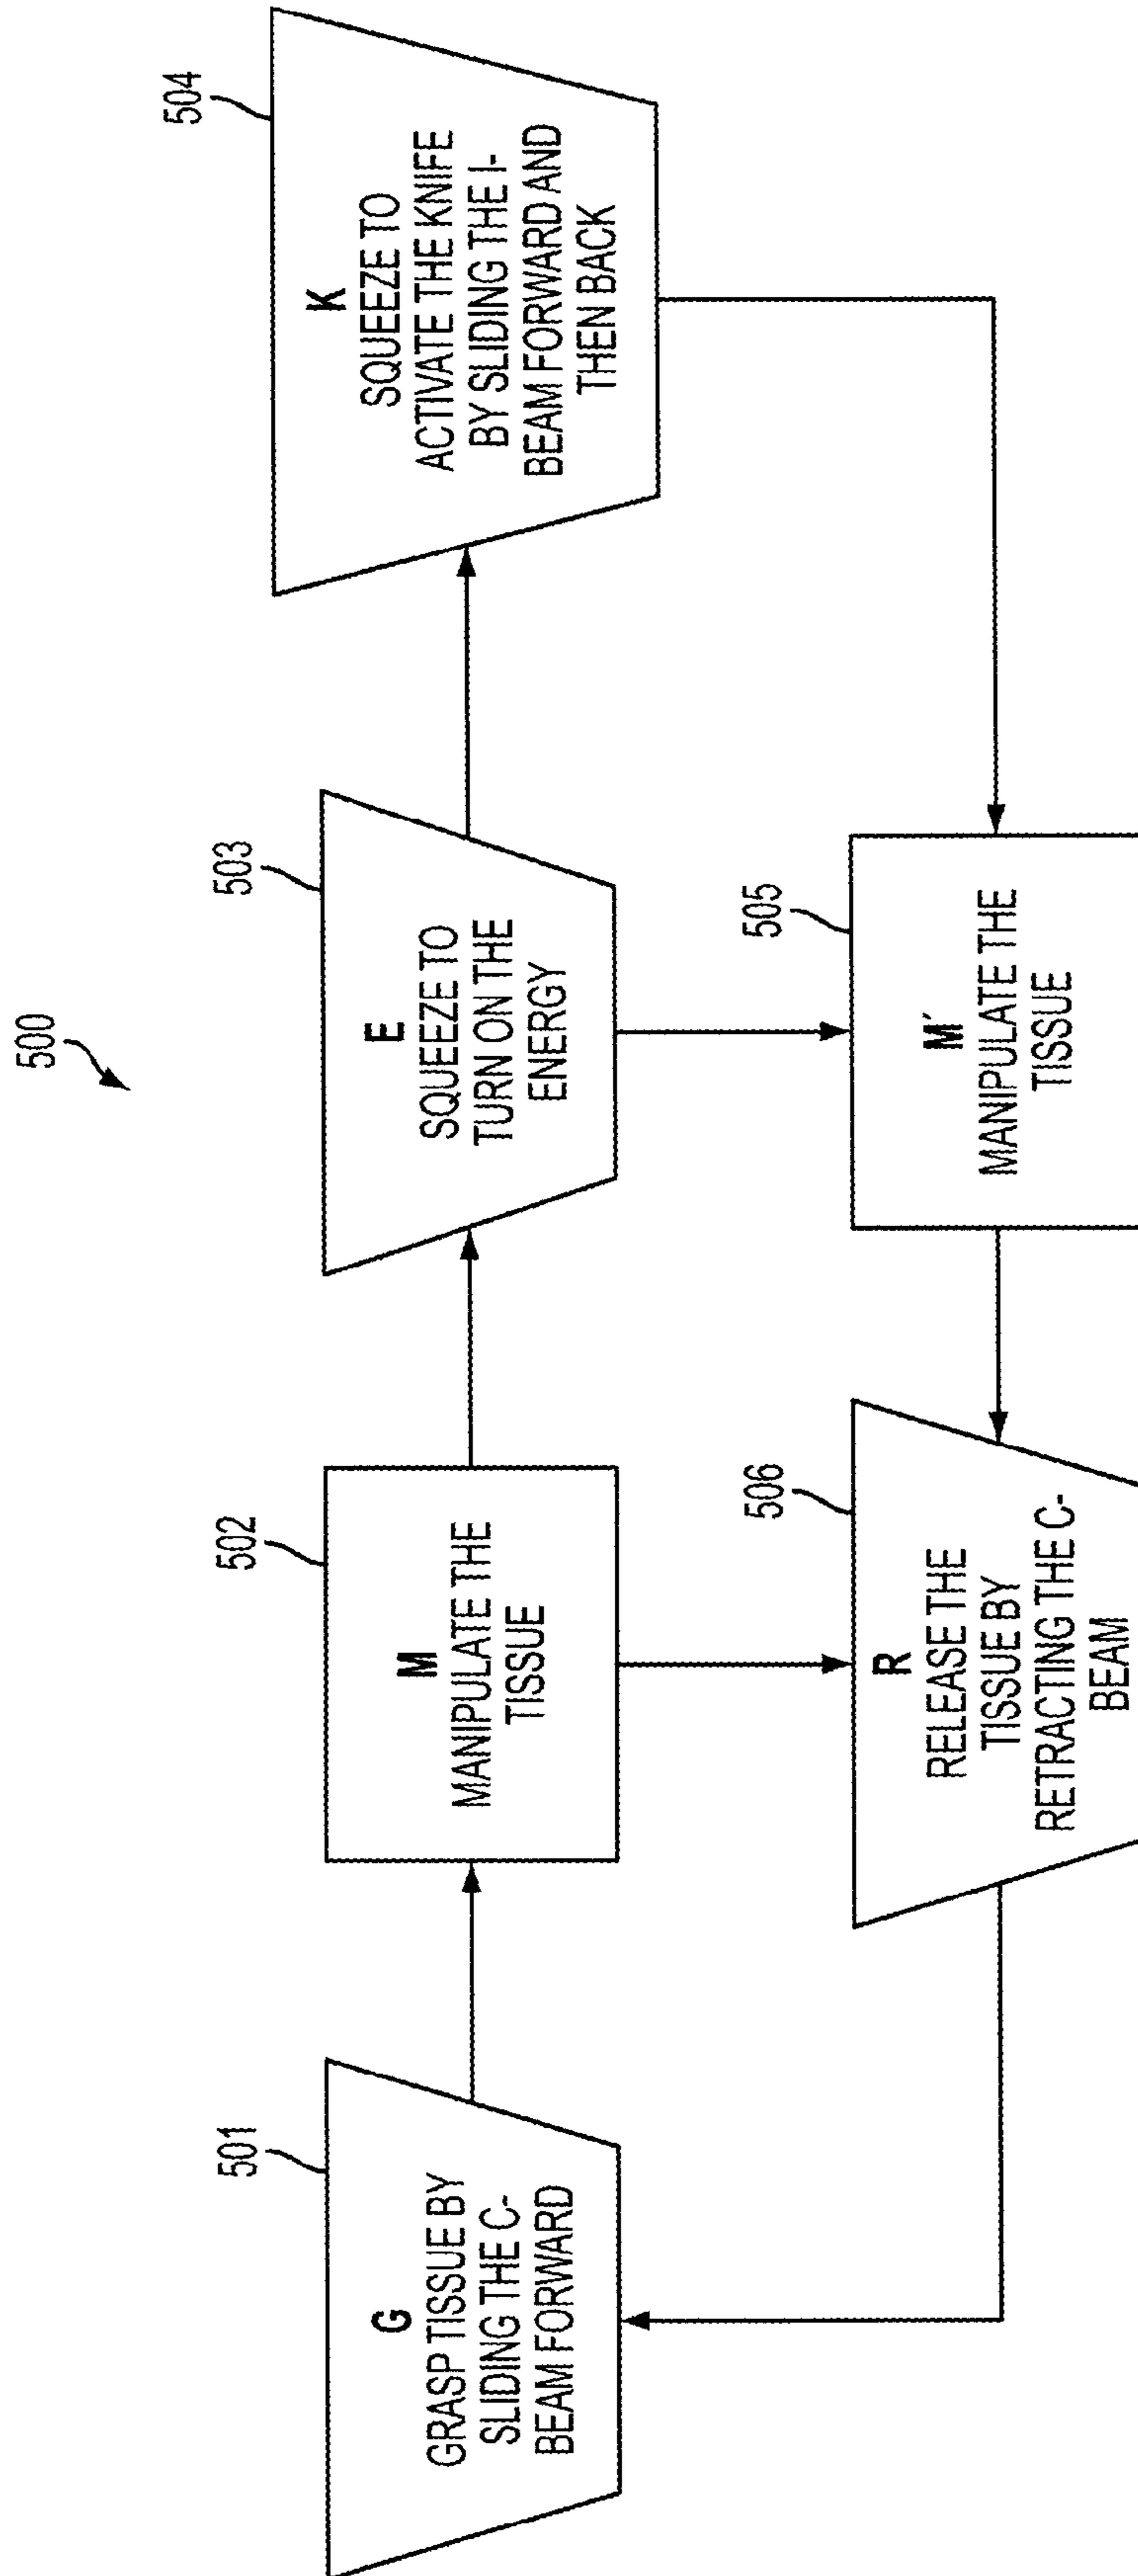 500
501
G
GRASP TISSUE BY
SLIDING THE C-
BEAM FORWARD
502
M
MANIPULATE THE
TISSUE
503
E
SQUEEZE TO
TURN ON THE
ENERGY
504
K
SQUEEZE TO
ACTIVATE THE KNIFE
BY SLIDING THE I-
BEAM FORWARD AND
THEN BACK
506
R
RELEASE THE
TISSUE BY
RETRACTING THE C-
BEAM
505
M′
MANIPULATE THE
TISSUE